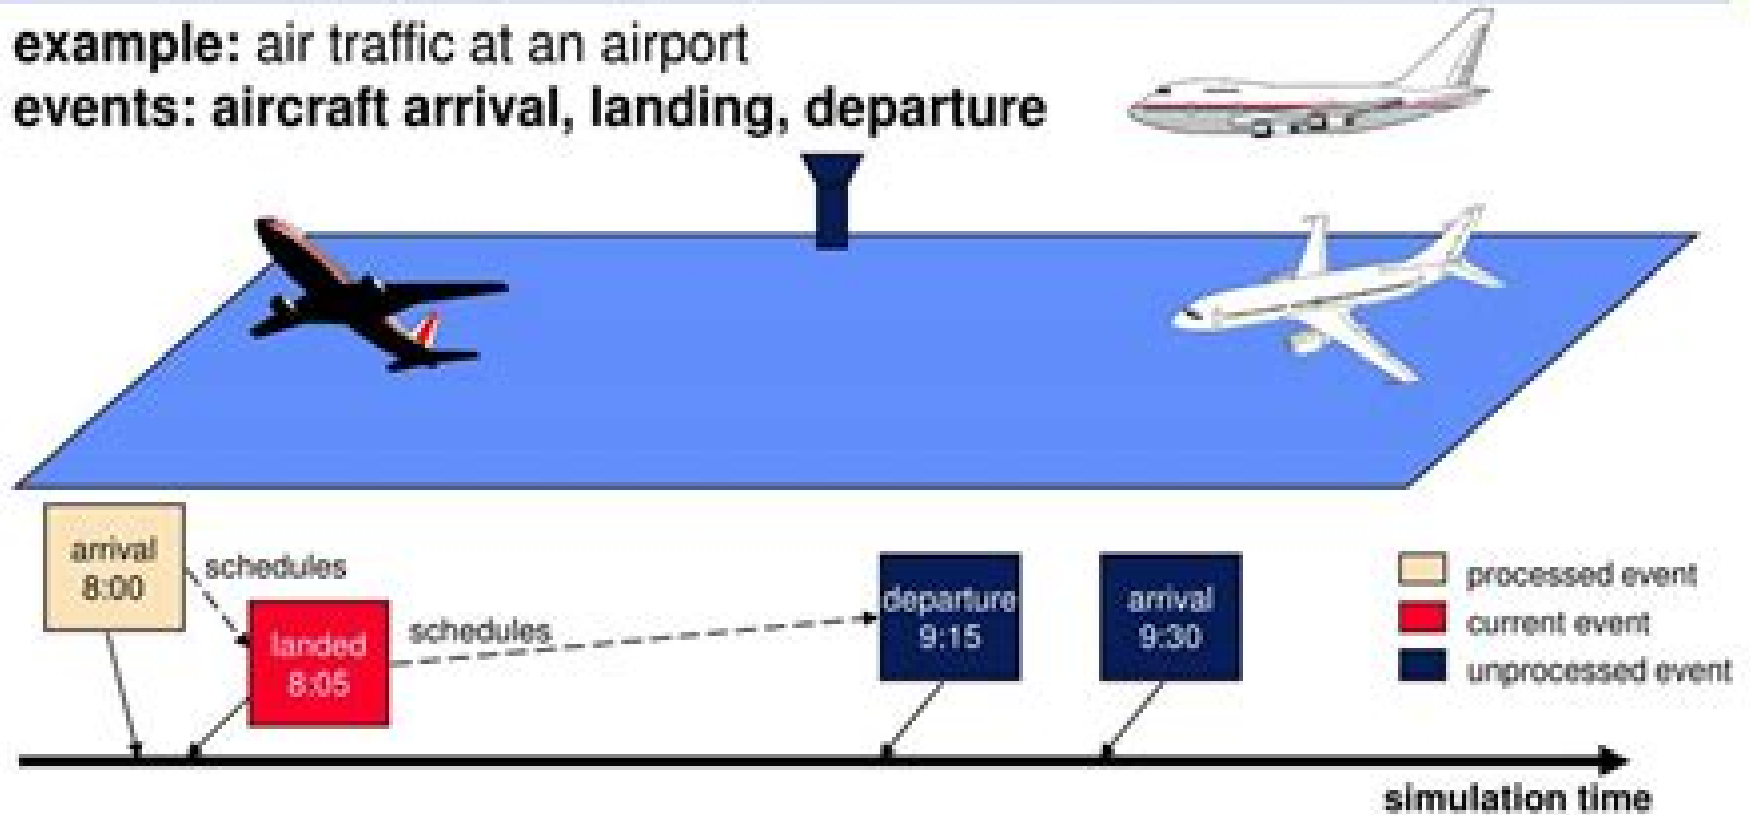 example: air traffic at an airport
events: aircraft arrival, landing, departure
arrival
8:00
schedules
landed
8:05
schedules
departure
9:15
arrival
9:30
processed event
current event
unprocessed event
simulation time